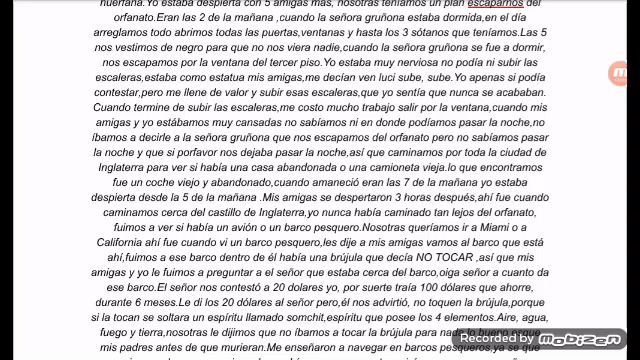 huérfana.Yo estaba despierta con 5 amigas más, nosotras teníamos un plan escaparnos del
orfanato.Eran las 2 de la mañana ,cuando la señora gruñona estaba dormida,en el día
arreglamos todo abrimos todas las puertas,ventanas y hasta los 3 sótanos que teníamos.Las 5
nos vestimos de negro para que no nos viera nadie,cuando la señora gruñona se fue a dormir,
nos escapamos por la ventana del tercer piso.Yo estaba muy nerviosa no podía ni subir las
escaleras,estaba como estatua mis amigas,me decían ven luci sube, sube.Yo apenas si podía
contestar,pero me llene de valor y subir esas escaleras,que yo sentía que nunca se acababan.
Cuando termine de subir las escaleras,me costo mucho trabajo salir por la ventana,cuando mis
amigas y yo estábamos muy cansadas no sabíamos ni en donde podíamos pasar la noche,no
íbamos a decirle a la señora gruñona que nos escapamos del orfanato pero no sabíamos pasar
la noche y que si porfavor nos dejaba pasar la noche,así que caminamos por toda la ciudad de
Inglaterra para ver si había una casa abandonada o una camioneta vieja.lo que encontramos
fue un coche viejo y abandonado,cuando amaneció eran las 7 de la mañana yo estaba
despierta desde la 5 de la mañana .Mis amigas se despertaron 3 horas después,ahí fue cuando
caminamos cerca del castillo de Inglaterra,yo nunca había caminado tan lejos del orfanato,
fuimos a ver si había un avión o un barco pesquero.Nosotras queríamos ir a Miami o a
California ahí fue cuando vi un barco pesquero,les dije a mis amigas vamos al barco que está
ahí,fuimos a ese barco dentro de él había una brújula que decía NO TOCAR ,así que mis
amigas y yo le fuimos a preguntar a el señor que estaba cerca del barco,oiga señor a cuanto da
ese barco.El señor nos contestó a 20 dolares yo, por suerte traía 100 dólares que ahorre,
durante 6 meses.Le di los 20 dólares al señor pero,él nos advirtió, no toquen la brújula,porque
si la tocan se soltara un espíritu llamado somchit,espíritu que posee los 4 elementos.Aire, agua,
fuego y tierra,nosotras le dijimos que no íbamos a tocar la brújula para nada,lo bueno es que
mis padres antes de que murieran.Me enseñaron a navegar en barcos pesqueros,ya se que
Recorded by mobizen